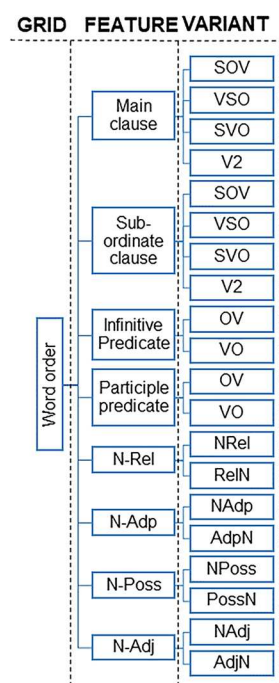 GRID FEATURE VARIANT
Word order
Main
clause
SOV
VSO
SVO
V2
Sub-
ordinate
clause
SOV
VSO
SVO
V2
Infinitive
Predicate
OV
VO
Participle
predicate
OV
VO
N-Rel
NRel
RelN
N-Adp
NAdp
AdpN
N-Poss
NPoss
PossN
N-Adj
NAdj
AdjN